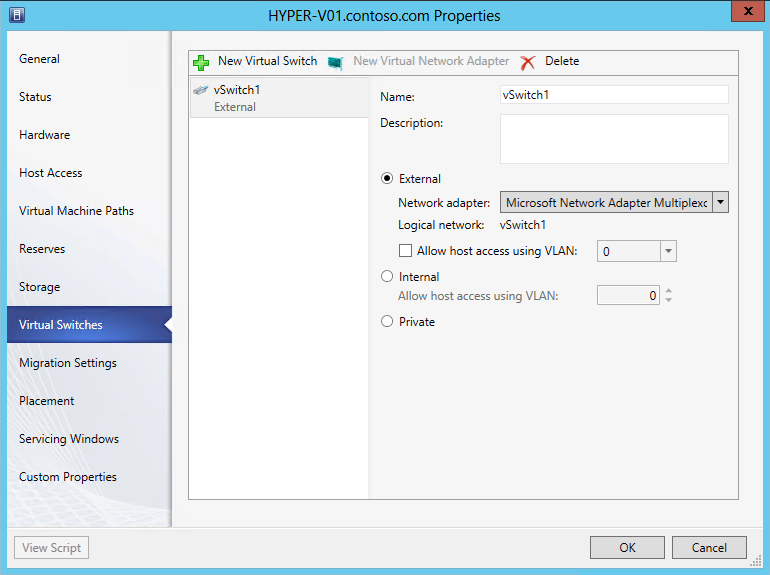 HYPER-V01.contoso.com Properties
General
Status
Hardware
Host Access
Virtual Machine Paths
Reserves
Storage
Virtual Switches
Migration Settings
Placement
Servicing Windows
Custom Properties
New Virtual Switch New Virtual Network Adapter Delete
vSwitch1
External
Name: vSwitch1
Description:
External
Network adapter: Microsoft Network Adapter Multiplexc
Logical network: vSwitch1
Allow host access using VLAN: 0
Internal
Allow host access using VLAN: 0
Private
View Script OK Cancel